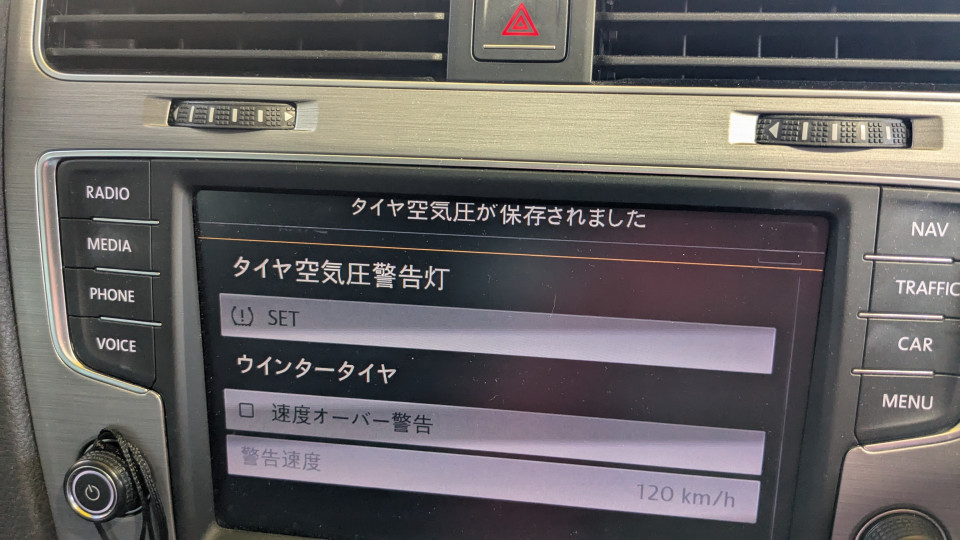 タイヤ空気圧が保存されました
RADIO
MEDIA
PHONE
VOICE
タイヤ空気圧警告灯
(!) SET
ウインタータイヤ
速度オーバー警告
警告速度
120 km/h
NAV
TRAFFIC
CAR
MENU